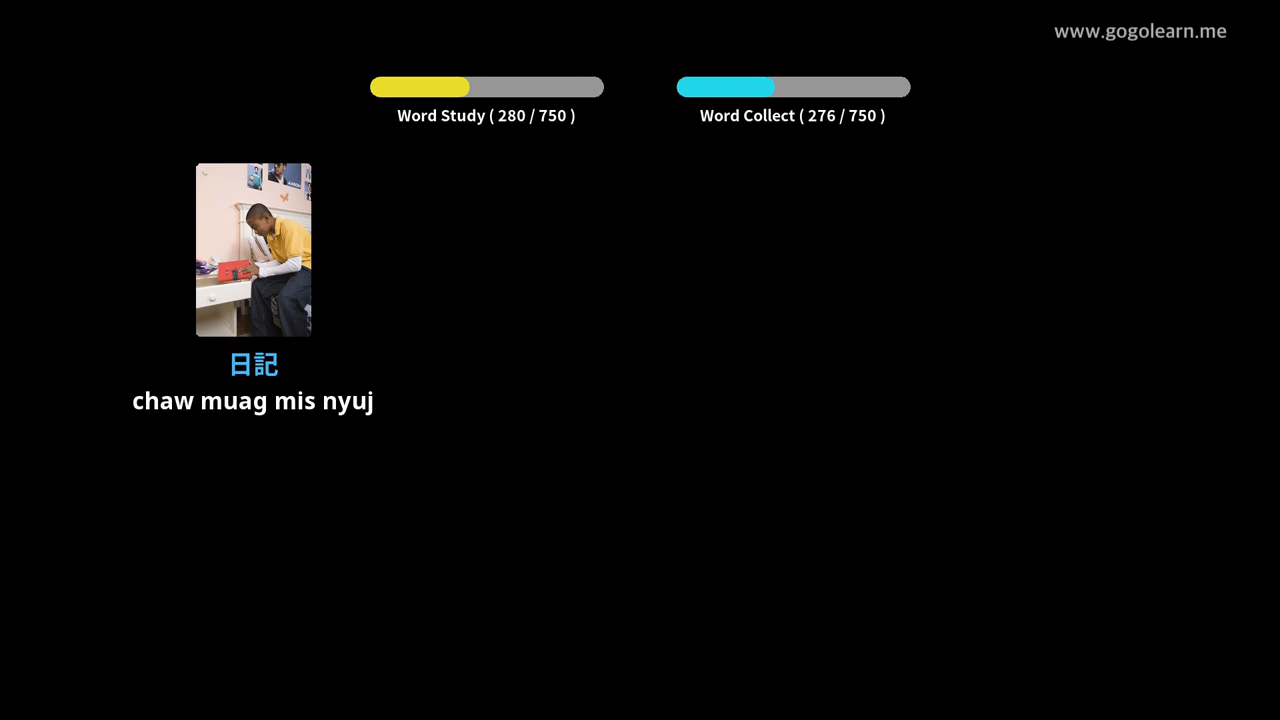 www.gogolearn.me
Word Study ( 280 / 750 )
Word Collect ( 276 / 750 )
日記
chaw muag mis nyuj